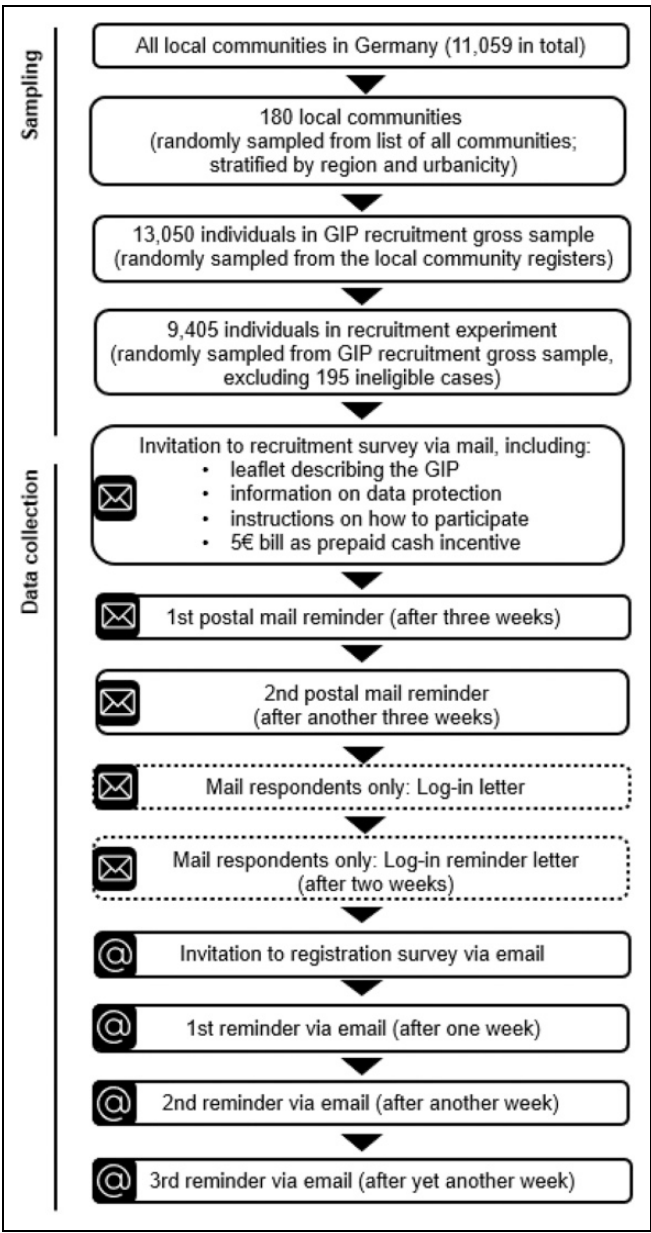 Sampling
All local communities in Germany (11,059 in total)
180 local communities
(randomly sampled from list of all communities;
stratified by region and urbanicity)
13,050 individuals in GIP recruitment gross sample
(randomly sampled from the local community registers)
9,405 individuals in recruitment experiment
(randomly sampled from GIP recruitment gross sample,
excluding 195 ineligible cases)
Data collection
Invitation to recruitment survey via mail, including:
• leaflet describing the GIP
• information on data protection
• instructions on how to participate
• 5€ bill as prepaid cash incentive
1st postal mail reminder (after three weeks)
2nd postal mail reminder
(after another three weeks)
Mail respondents only: Log-in letter
Mail respondents only: Log-in reminder letter
(after two weeks)
@ Invitation to registration survey via email
@ 1st reminder via email (after one week)
@ 2nd reminder via email (after another week)
@ 3rd reminder via email (after yet another week)